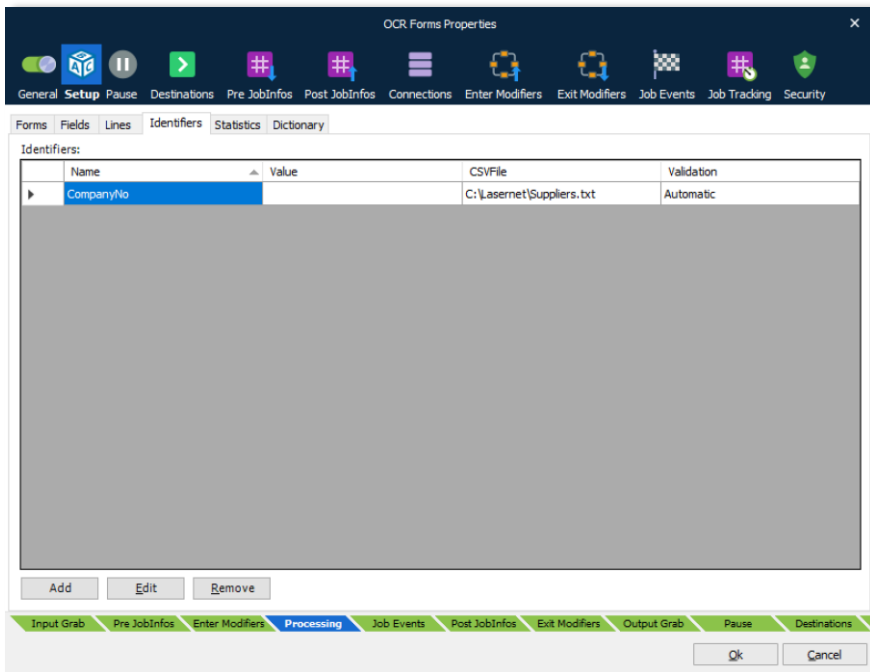 OCR Forms Properties
General Setup Pause Destinations Pre JobInfos Post JobInfos Connections Enter Modifiers Exit Modifiers Job Events Job Tracking Security
Forms Fields Lines Identifiers Statistics Dictionary
Identifiers:
Name Value CSVFile Validation
CompanyNo C:\Lasernet\Suppliers.txt Automatic
Add Edit Remove
Input Grab Pre JobInfos Enter Modifiers Processing Job Events Post JobInfos Exit Modifiers Output Grab Pause Destinations
Ok Cancel